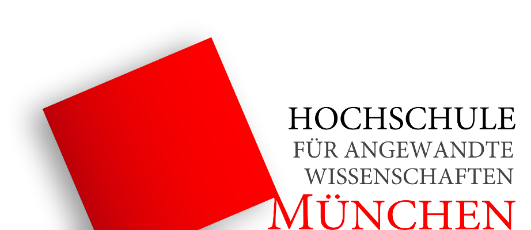 HOCHSCHULE
FÜR ANGEWANDTE
WISSENSCHAFTEN
MÜNCHEN